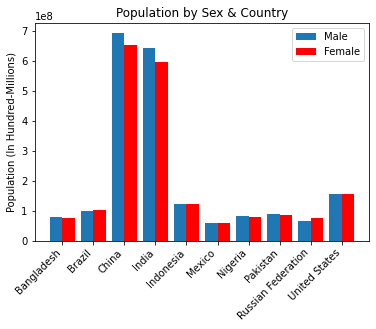 Population by Sex & Country
1e8
Population (In Hundred-Millions)
7
6
5
4
3
2
1
0
Male
Female
Bangladesh
Brazil
China
India
Indonesia
Mexico
Nigeria
Pakistan
Russian Federation
United States